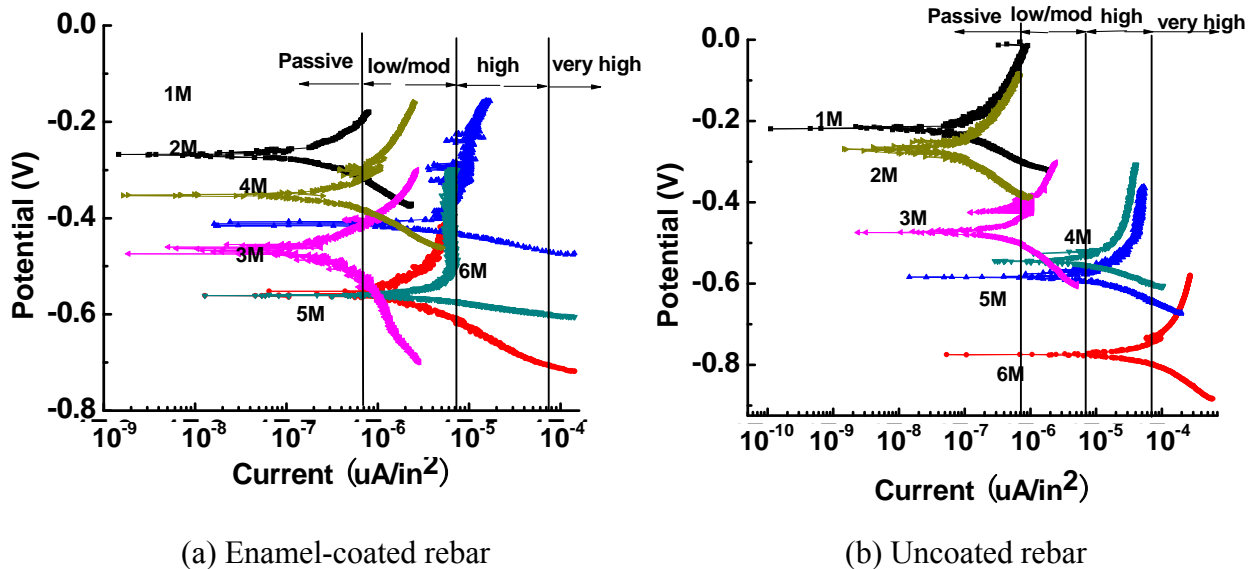 0.0
-0.2
-0.4
-0.6
-0.8
Potential (V)
Passive low/mod high very high
1M
2M
4M
3M
6M
5M
10-9 10-8 10-7 10-6 10-5 10-4
Current (uA/in2)
(a) Enamel-coated rebar
Passive low/mod high very high
0.0
-0.2
-0.4
-0.6
-0.8
Potential (V)
1M
2M
3M
4M
5M
6M
10-10 10-9 10-8 10-7 10-6 10-5 10-4
Current (uA/in2)
(b) Uncoated rebar